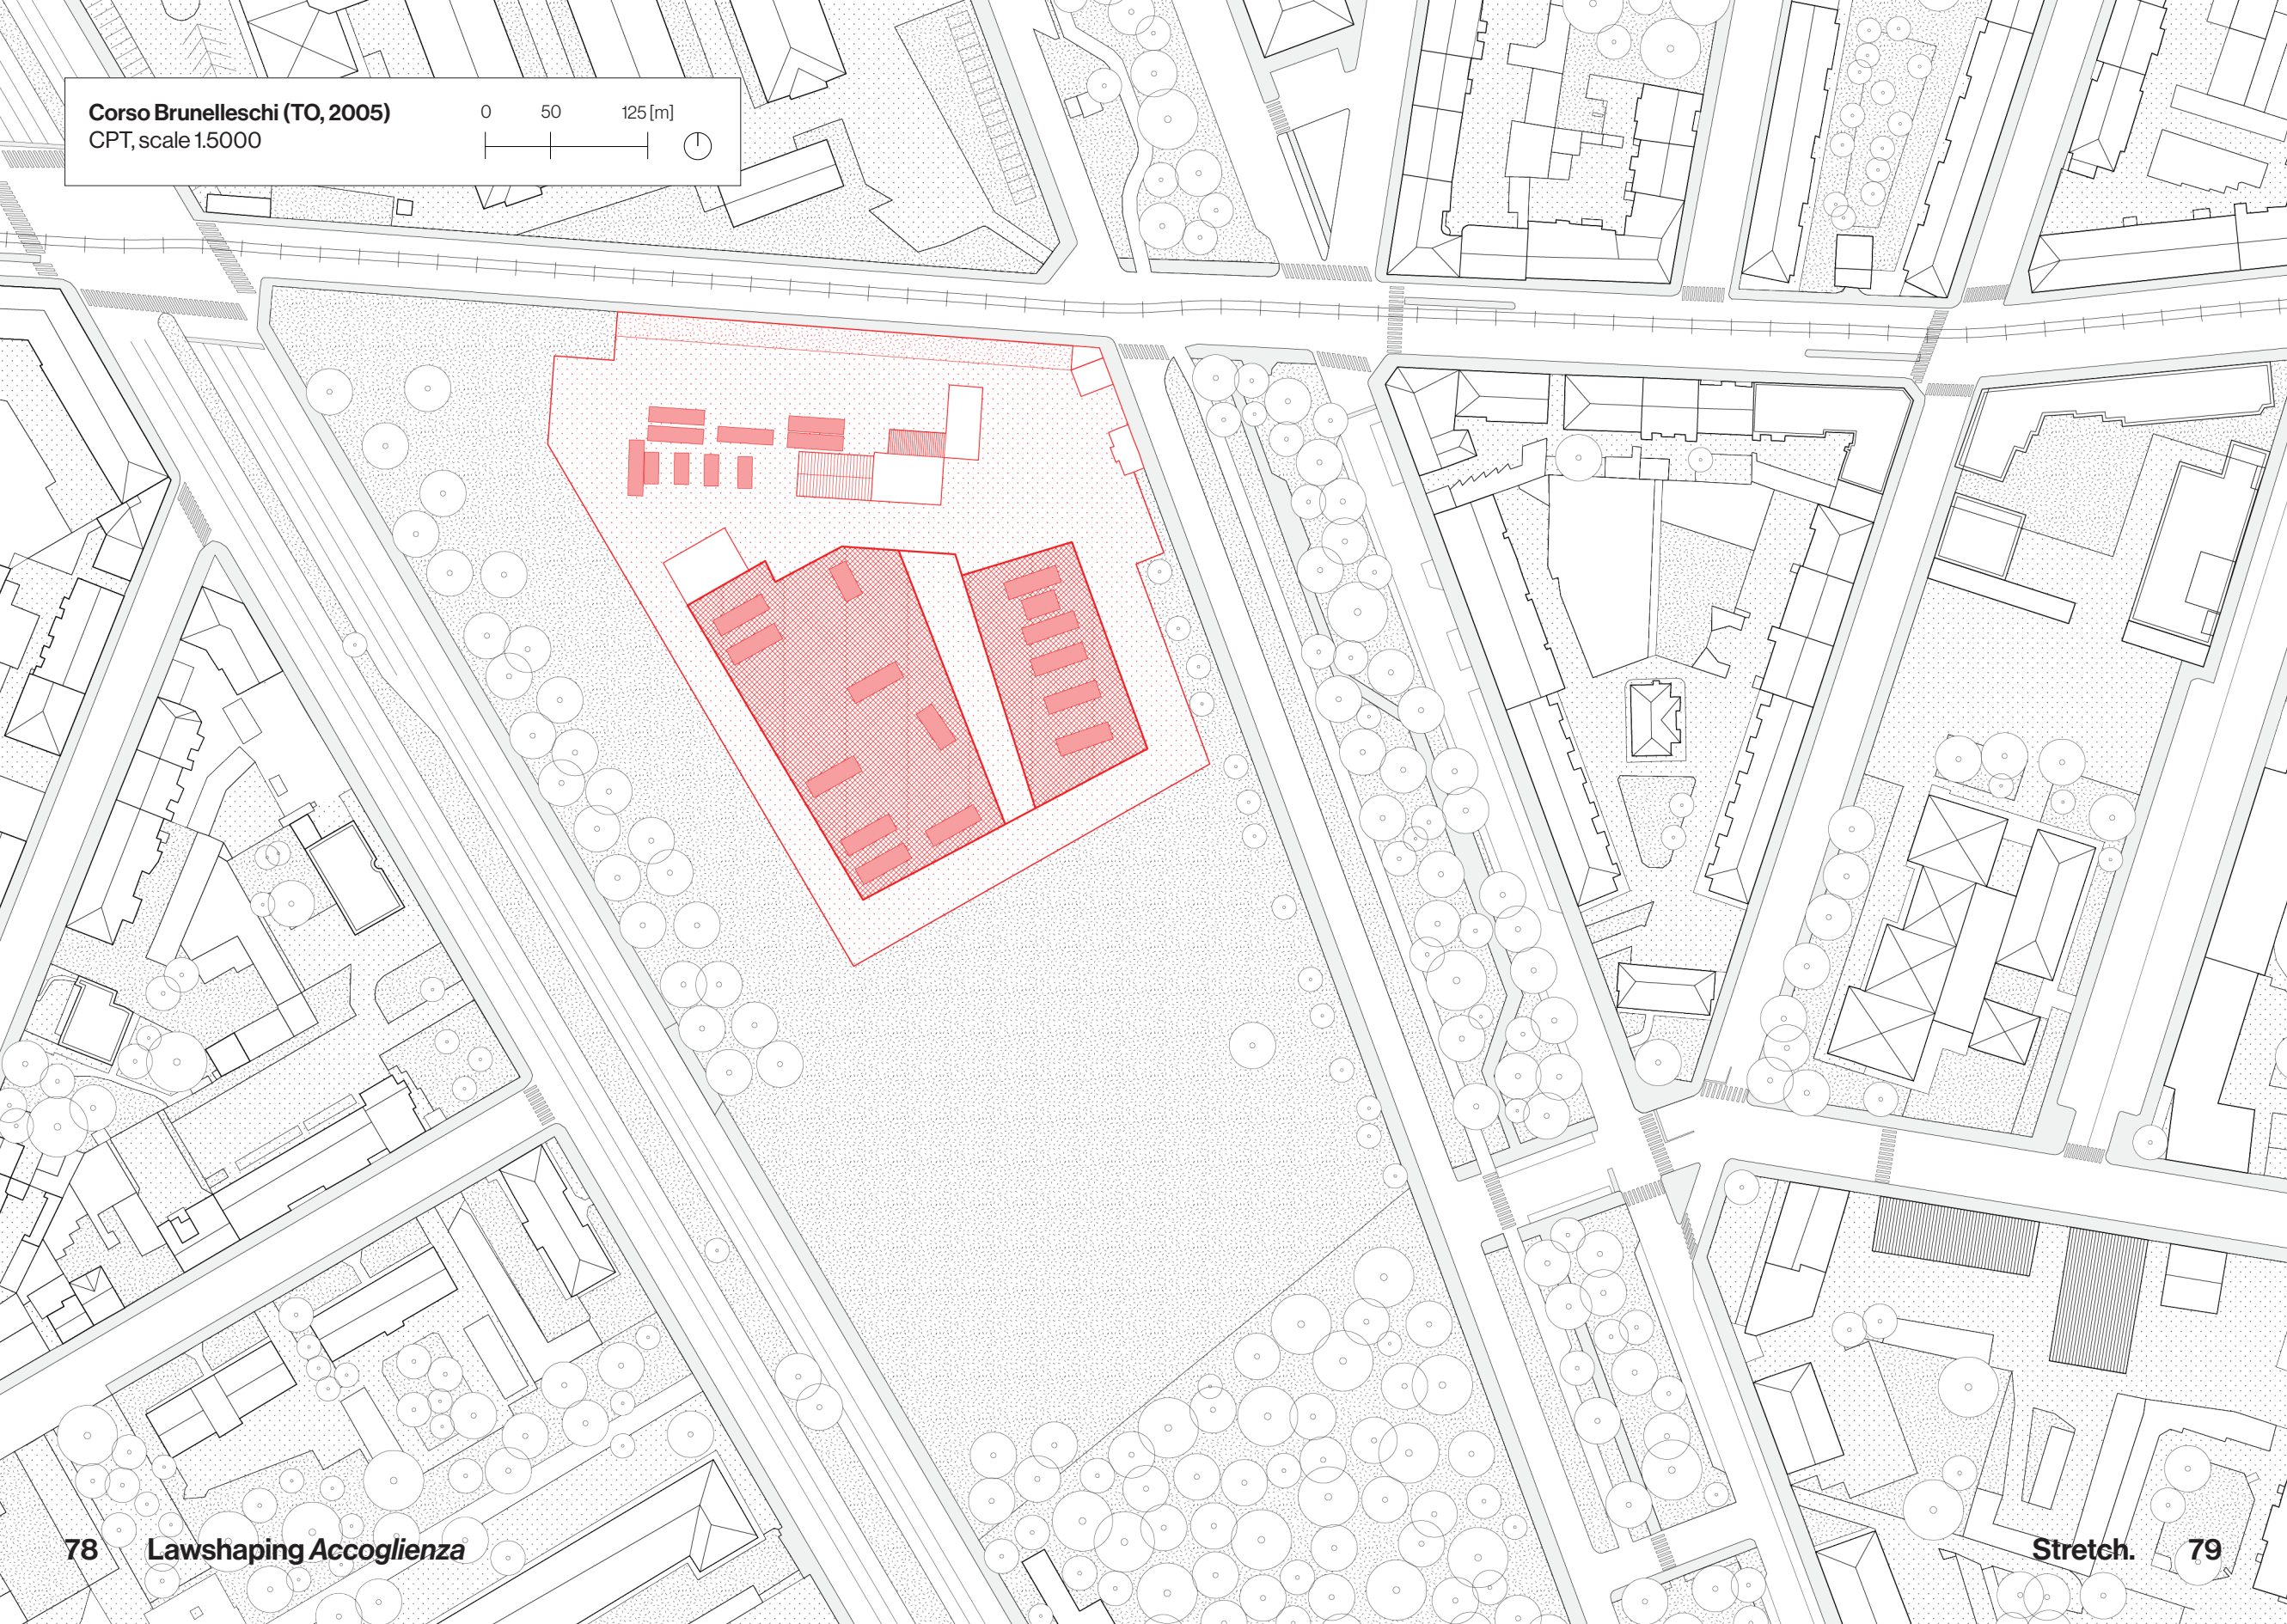 Corso Brunelleschi (TO, 2005)
CPT, scale 1.5000
0 50 125 [m]
78 Lawshaping Accoglienza
Stretch. 79